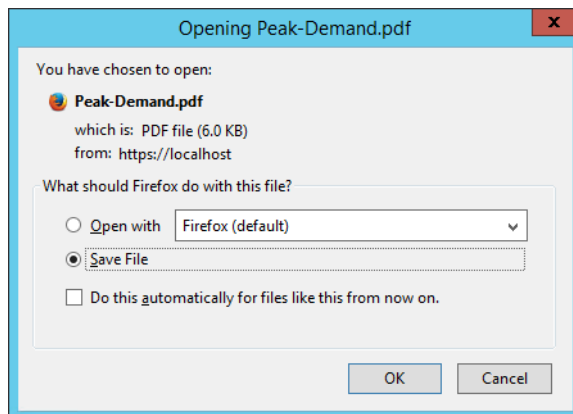 Opening Peak-Demand.pdf
x
You have chosen to open:
Peak-Demand.pdf
which is: PDF file (6.0 KB)
from: https://localhost
What should Firefox do with this file?
Open with Firefox (default)
Save File
Do this automatically for files like this from now on.
OK Cancel